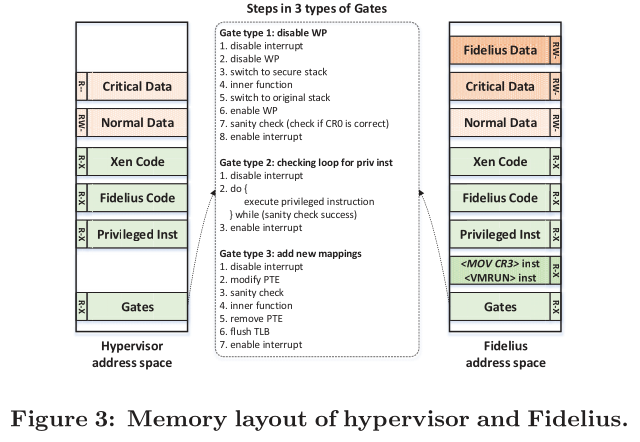 Steps in 3 types of Gates
R--
Critical Data
RW-
Normal Data
R-X
Xen Code
R-X
Fidelius Code
R-X
Privileged Inst
R-X
Gates
Hypervisor
address space
Gate type 1: disable WP
1. disable interrupt
2. disable WP
3. switch to secure stack
4. inner function
5. switch to original stack
6. enable WP
7. sanity check (check if CR0 is correct)
8. enable interrupt
Gate type 2: checking loop for priv inst
1. disable interrupt
2. do {
execute privileged instruction
} while (sanity check success)
3. enable interrupt
Gate type 3: add new mappings
1. disable interrupt
2. modify PTE
3. sanity check
4. inner function
5. remove PTE
6. flush TLB
7. enable interrupt
Fidelius Data
RW-
Critical Data
RW-
Normal Data
RW-
Xen Code
R-X
Fidelius Code
R-X
Privileged Inst
R-X
<MOV CR3> inst
<VMRUN> inst
R-X
Gates
R-X
Fidelius
address space
Figure 3: Memory layout of hypervisor and Fidelius.